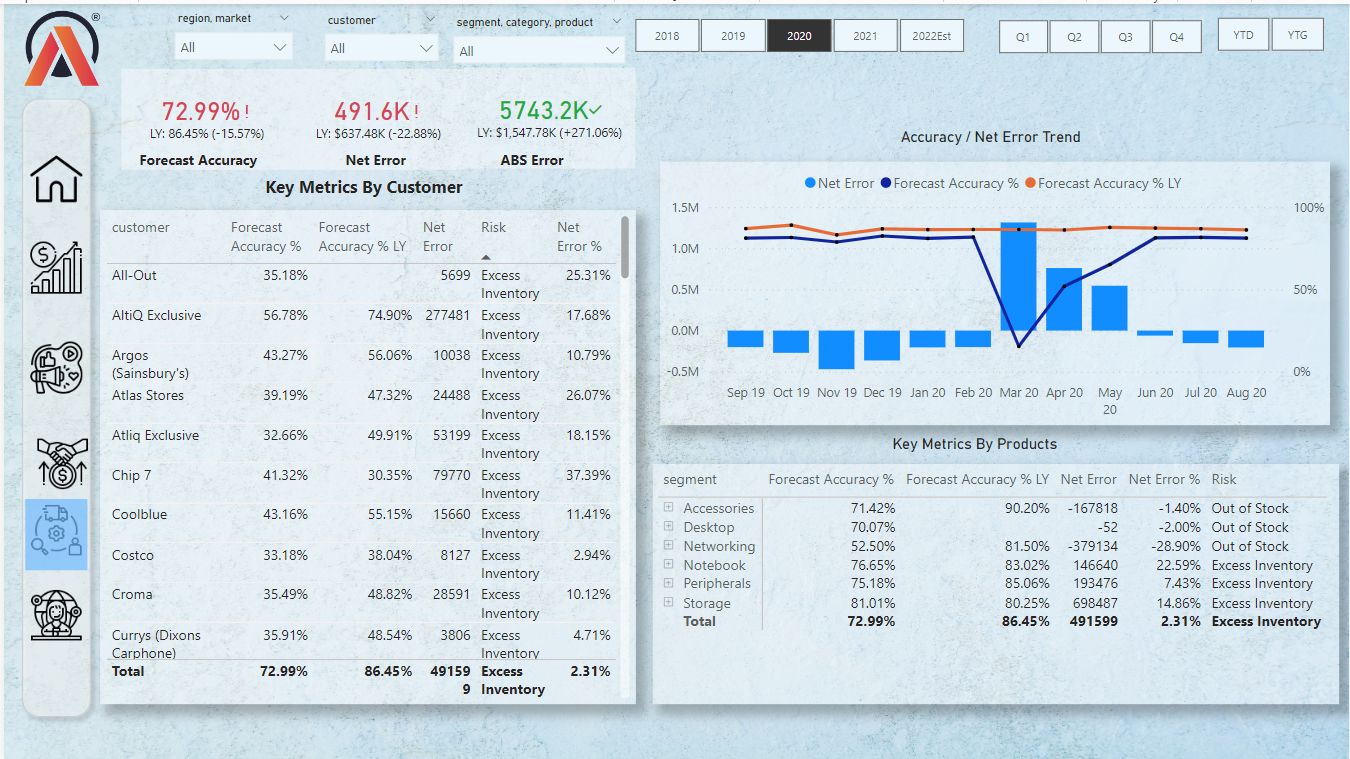 region, market
customer
segment, category, product
All
All
All
2018
2019
2020
2021
2022Est
Q1
Q2
Q3
Q4
YTD
YTG
®
72.99%!
LY: 86.45% (-15.57%)
Forecast Accuracy
491.6K!
LY: $637.48K (-22.88%)
Net Error
5743.2K✓
LY: $1,547.78K (+271.06%)
ABS Error
Key Metrics By Customer
customer Forecast Accuracy % Forecast Accuracy % LY Net Error Risk Net Error %
All-Out 35.18% 5699 Excess Inventory 25.31%
AltiQ Exclusive 56.78% 74.90% 277481 Excess Inventory 17.68%
Argos (Sainsbury's) 43.27% 56.06% 10038 Excess Inventory 10.79%
Atlas Stores 39.19% 47.32% 24488 Excess Inventory 26.07%
Atliq Exclusive 32.66% 49.91% 53199 Excess Inventory 18.15%
Chip 7 41.32% 30.35% 79770 Excess Inventory 37.39%
Coolblue 43.16% 55.15% 15660 Excess Inventory 11.41%
Costco 33.18% 38.04% 8127 Excess Inventory 2.94%
Croma 35.49% 48.82% 28591 Excess Inventory 10.12%
Currys (Dixons Carphone) 35.91% 48.54% 3806 Excess Inventory 4.71%
Total 72.99% 86.45% 491599 Excess Inventory 2.31%
Accuracy / Net Error Trend
Net Error Forecast Accuracy % Forecast Accuracy % LY
1.5M
1.0M
0.5M
0.0M
-0.5M
100%
50%
0%
Sep 19 Oct 19 Nov 19 Dec 19 Jan 20 Feb 20 Mar 20 Apr 20 May 20 Jun 20 Jul 20 Aug 20
Key Metrics By Products
segment Forecast Accuracy % Forecast Accuracy % LY Net Error Net Error % Risk
Accessories 71.42% 90.20% -167818 -1.40% Out of Stock
Desktop 70.07% -52 -2.00% Out of Stock
Networking 52.50% 81.50% -379134 -28.90% Out of Stock
Notebook 76.65% 83.02% 146640 22.59% Excess Inventory
Peripherals 75.18% 85.06% 193476 7.43% Excess Inventory
Storage 81.01% 80.25% 698487 14.86% Excess Inventory
Total 72.99% 86.45% 491599 2.31% Excess Inventory